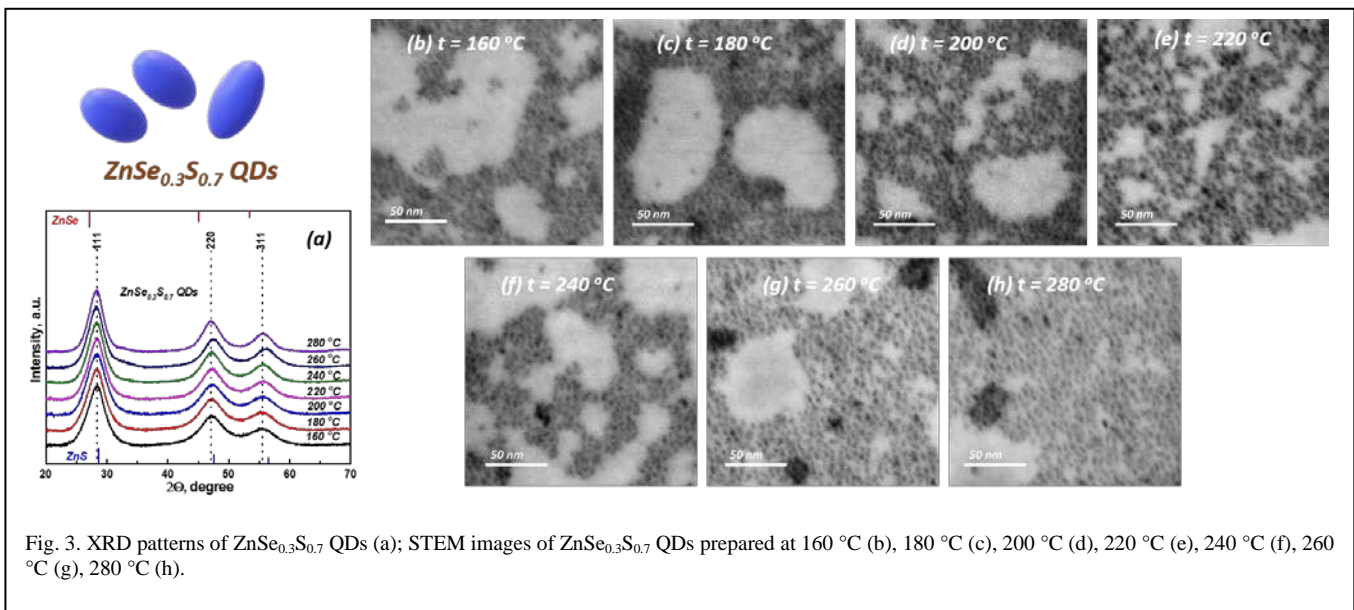 ZnSe0.3S0.7 QDs
(b) t = 160 °C
(c) t = 180 °C
(d) t = 200 °C
(e) t = 220 °C
50 nm
50 nm
50 nm
50 nm
ZnSe
(a)
-111
-220
-311
ZnSe0.3S0.7 QDs
280 °C
260 °C
240 °C
220 °C
200 °C
180 °C
160 °C
ZnS
Intensity, a.u.
20 30 40 50 60 70
2Θ, degree
(f) t = 240 °C
(g) t = 260 °C
(h) t = 280 °C
50 nm
50 nm
50 nm
Fig. 3. XRD patterns of ZnSe0.3S0.7 QDs (a); STEM images of ZnSe0.3S0.7 QDs prepared at 160 °C (b), 180 °C (c), 200 °C (d), 220 °C (e), 240 °C (f), 260
°C (g), 280 °C (h).